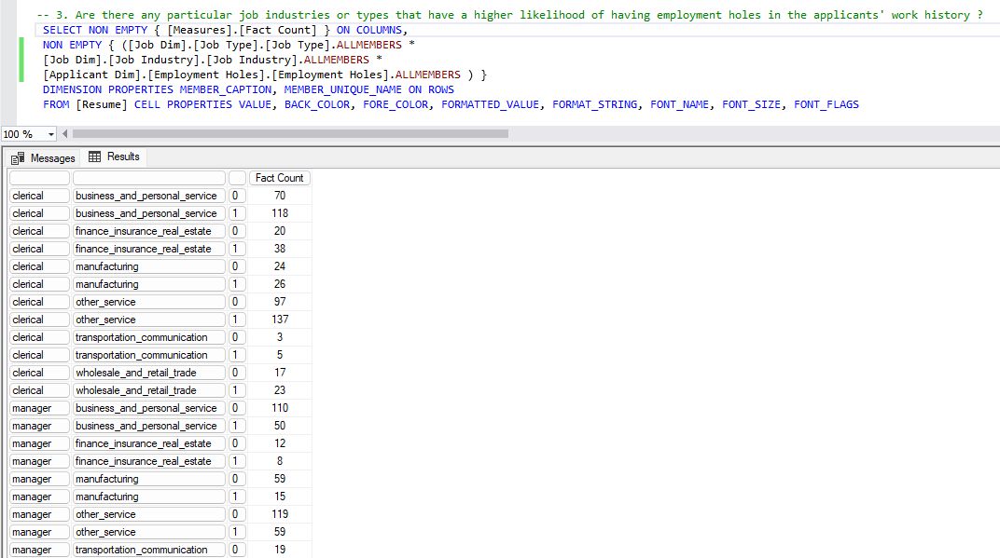 -- 3. Are there any particular job industries or types that have a higher likelihood of having employment holes in the applicants' work history ?
SELECT NON EMPTY { [Measures].[Fact Count] } ON COLUMNS,
NON EMPTY { ([Job Dim].[Job Type].[Job Type].ALLMEMBERS *
[Job Dim].[Job Industry].[Job Industry].ALLMEMBERS *
[Applicant Dim].[Employment Holes].[Employment Holes].ALLMEMBERS ) }
DIMENSION PROPERTIES MEMBER_CAPTION, MEMBER_UNIQUE_NAME ON ROWS
FROM [Resume] CELL PROPERTIES VALUE, BACK_COLOR, FORE_COLOR, FORMATTED_VALUE, FORMAT_STRING, FONT_NAME, FONT_SIZE, FONT_FLAGS
100 %
Messages Results
Fact Count
clerical business_and_personal_service 0 70
clerical business_and_personal_service 1 118
clerical finance_insurance_real_estate 0 20
clerical finance_insurance_real_estate 1 38
clerical manufacturing 0 24
clerical manufacturing 1 26
clerical other_service 0 97
clerical other_service 1 137
clerical transportation_communication 0 3
clerical transportation_communication 1 5
clerical wholesale_and_retail_trade 0 17
clerical wholesale_and_retail_trade 1 23
manager business_and_personal_service 0 110
manager business_and_personal_service 1 50
manager finance_insurance_real_estate 0 12
manager finance_insurance_real_estate 1 8
manager manufacturing 0 59
manager manufacturing 1 15
manager other_service 0 119
manager other_service 1 59
manager transportation_communication 0 19